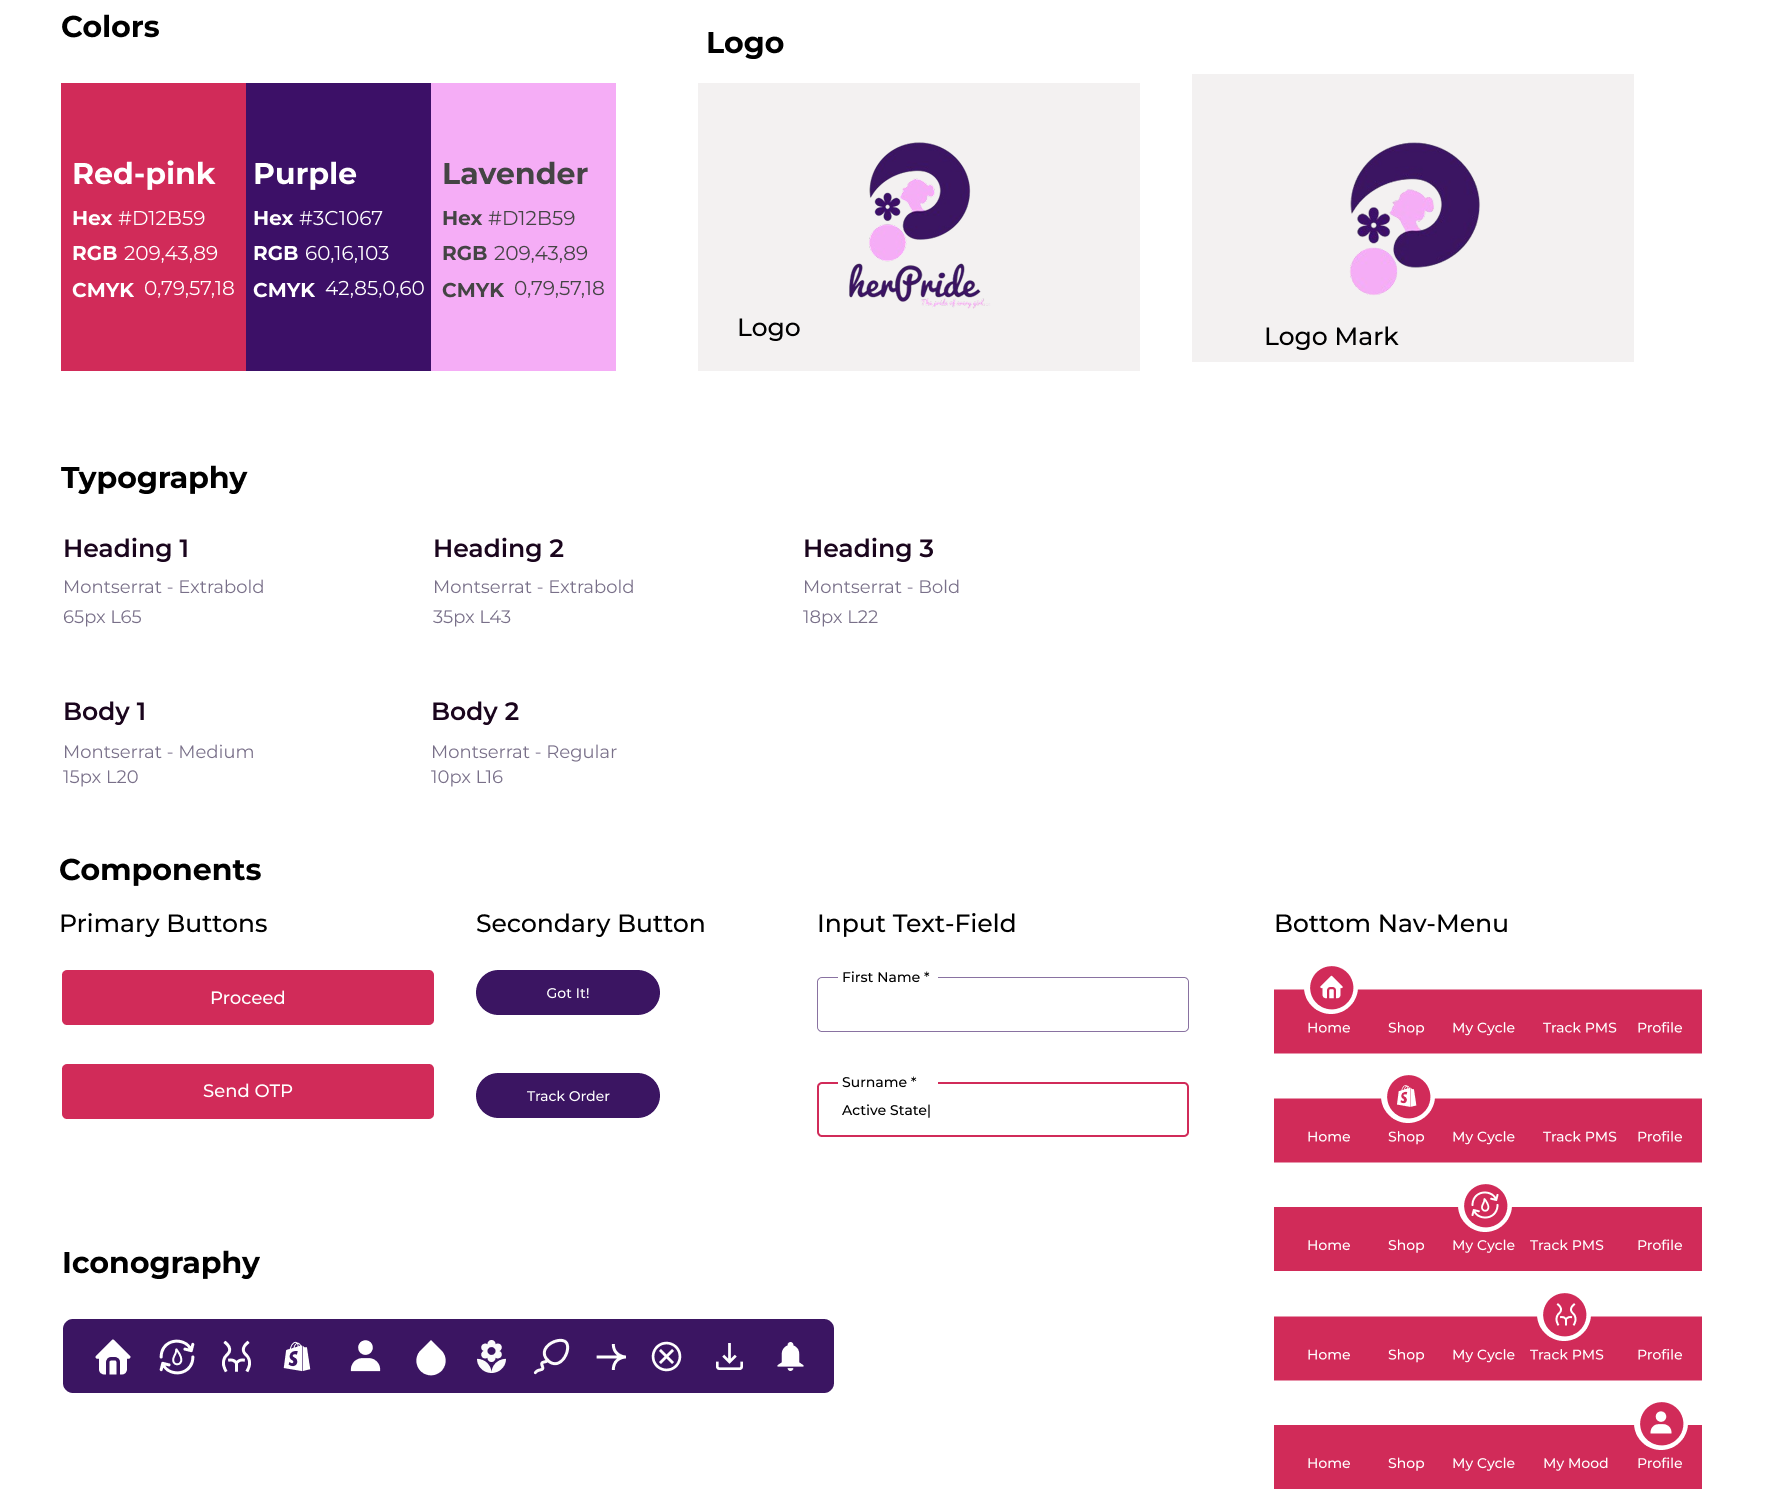 Colors
Red-pink
Hex #D12B59
RGB 209,43,89
CMYK 0,79,57,18
Purple
Hex #3C1067
RGB 60,16,103
CMYK 42,85,0,60
Lavender
Hex #D12B59
RGB 209,43,89
CMYK 0,79,57,18
Logo
herPride
The pride of every girl...
Logo
Logo Mark
Typography
Heading 1
Montserrat - Extrabold
65px L65
Heading 2
Montserrat - Extrabold
35px L43
Heading 3
Montserrat - Bold
18px L22
Body 1
Montserrat - Medium
15px L20
Body 2
Montserrat - Regular
10px L16
Components
Primary Buttons
Proceed
Send OTP
Secondary Button
Got It!
Track Order
Input Text-Field
First Name *
Surname *
Active State|
Bottom Nav-Menu
Home Shop My Cycle Track PMS Profile
Home Shop My Cycle Track PMS Profile
Home Shop My Cycle Track PMS Profile
Home Shop My Cycle Track PMS Profile
Home Shop My Cycle My Mood Profile
Iconography